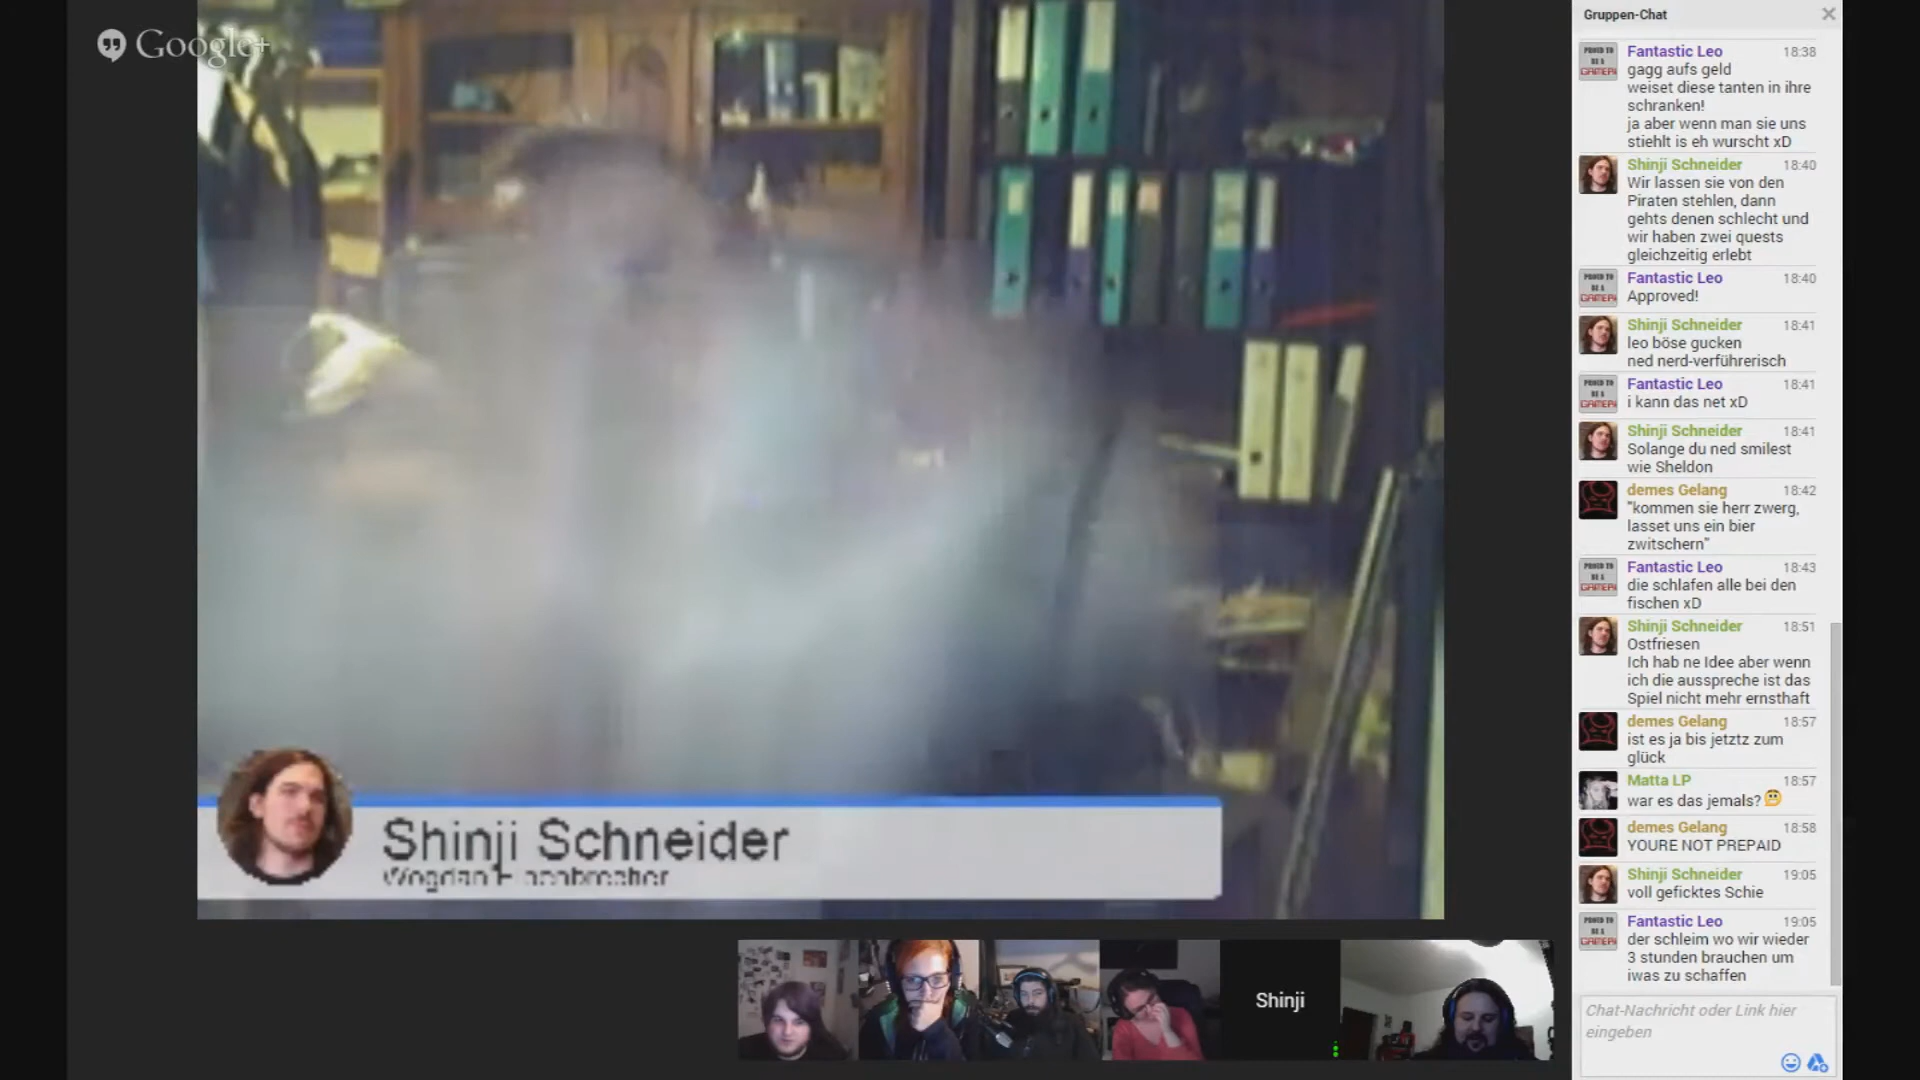 Google+
Shinji Schneider
Shinji
Gruppen-Chat
Fantastic Leo 18:38
gagg aufs geld
weiset diese tanten in ihre
schranken!
ja aber wenn man sie uns
stiehlt is eh wurscht xD
Shinji Schneider 18:40
Wir lassen sie von den
Piraten stehlen, dann
gehts denen schlecht und
wir haben zwei quests
gleichzeitig erlebt
Fantastic Leo 18:40
Approved!
Shinji Schneider 18:41
leo böse gucken
ned nerd-verführerisch
Fantastic Leo 18:41
i kann das net xD
Shinji Schneider 18:41
Solange du ned smilest
wie Sheldon
demes Gelang 18:42
"kommen sie herr zwerg,
lasset uns ein bier
zwitschern"
Fantastic Leo 18:43
die schlafen alle bei den
fischen xD
Shinji Schneider 18:51
Ostfriesen
Ich hab ne Idee aber wenn
ich die ausspreche ist das
Spiel nicht mehr ernsthaft
demes Gelang 18:57
ist es ja bis jetztz zum
glück
Matta LP 18:57
war es das jemals?
demes Gelang 18:58
YOURE NOT PREPAID
Shinji Schneider 19:05
voll geficktes Schie
Fantastic Leo 19:05
der schleim wo wir wieder
3 stunden brauchen um
iwas zu schaffen
Chat-Nachricht oder Link hier
eingeben